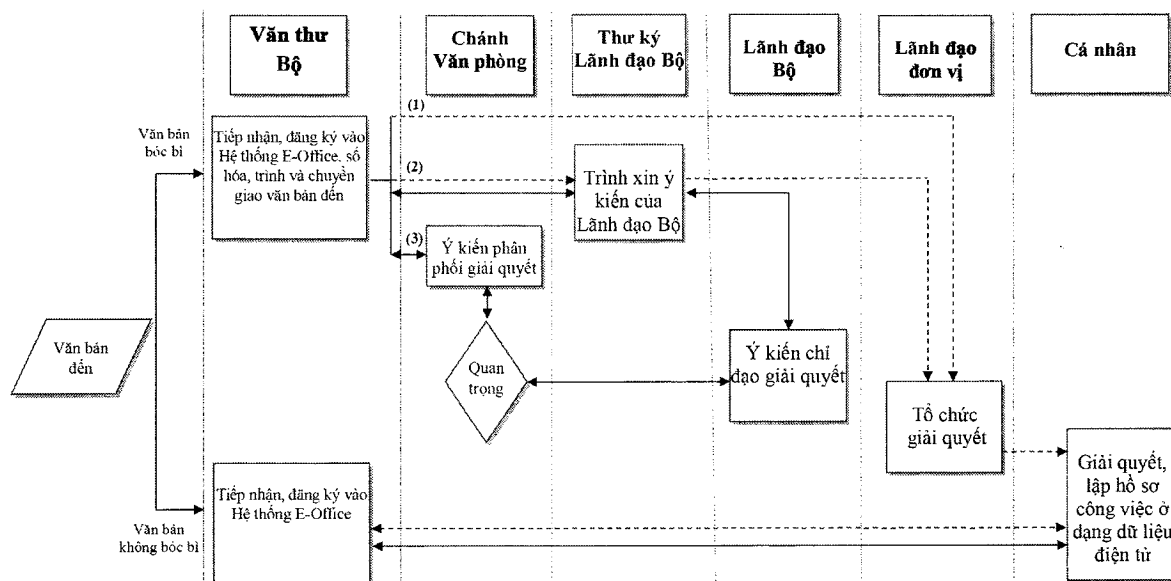 Văn thư
Bộ
Chánh
Văn phòng
Thư ký
Lãnh đạo Bộ
Lãnh đạo
Bộ
Lãnh đạo
đơn vị
Cá nhân
Văn bản
bóc bì
Tiếp nhận, đăng ký vào
Hệ thống E-Office. số
hóa, trình và chuyển
giao văn bản đến
(1)
(2)
(3)
Trình xin ý
kiến của
Lãnh đạo Bộ
Ý kiến phân
phối giải quyết
Văn bản
đến
Quan
trọng
Ý kiến chỉ
đạo giải quyết
Tổ chức
giải quyết
Tiếp nhận, đăng ký vào
Hệ thống E-Office
Văn bản
không bóc bì
Giải quyết,
lập hồ sơ
công việc ở
dạng dữ liệu
điện tử